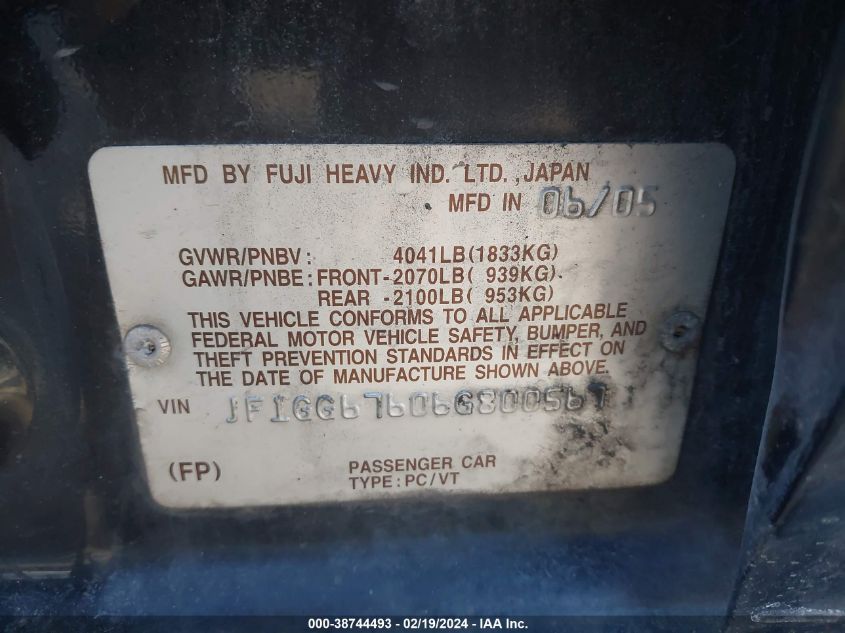 MFD BY FUJI HEAVY IND. LTD.,JAPAN
MFD IN 06/05
GVWR/PNBV: 4041LB(1833KG)
GAWR/PNBE: FRONT-2070LB( 939KG)
REAR -2100LB( 953KG)
THIS VEHICLE CONFORMS TO ALL APPLICABLE
FEDERAL MOTOR VEHICLE SAFETY, BUMPER, AND
THEFT PREVENTION STANDARDS IN EFFECT ON
THE DATE OF MANUFACTURE SHOWN ABOVE.
VIN JF1GG67606G800567
(FP) PASSENGER CAR
TYPE:PC/VT
000-38744493 - 02/19/2024 - IAA Inc.